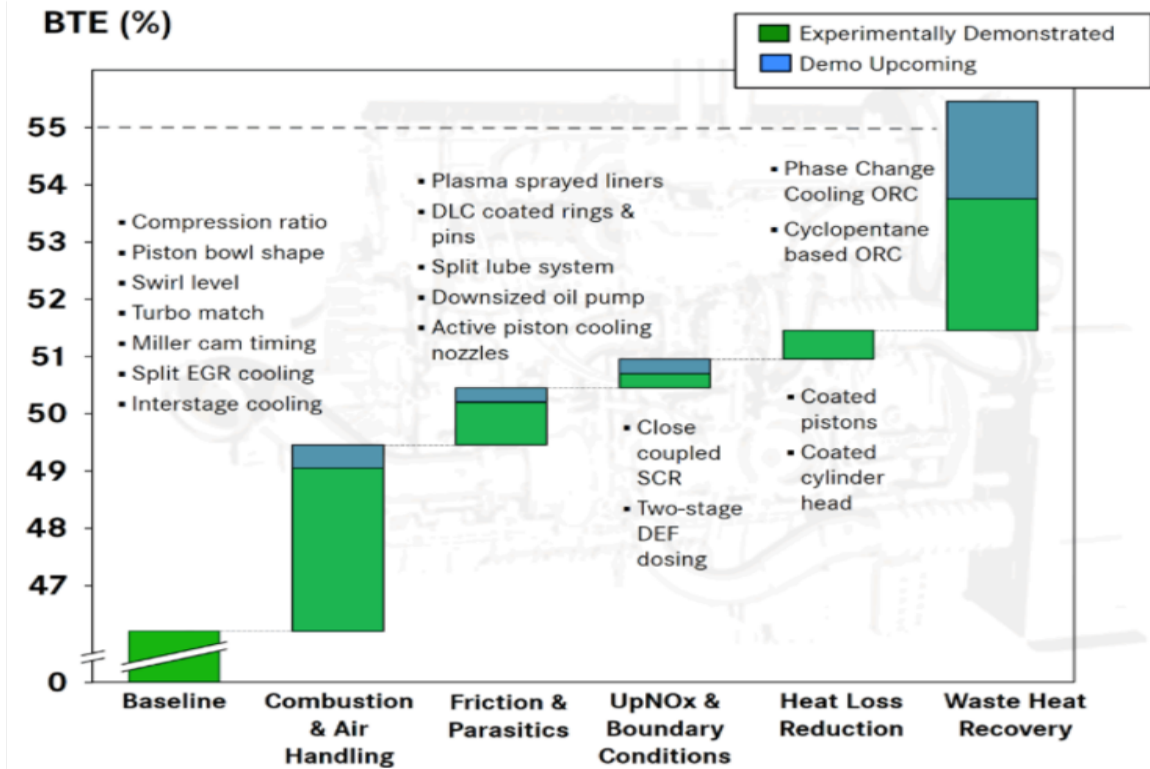 BTE (%)
Experimentally Demonstrated
Demo Upcoming
55
54
53
52
51
50
49
48
47
0
▪ Compression ratio
▪ Piston bowl shape
▪ Swirl level
▪ Turbo match
▪ Miller cam timing
▪ Split EGR cooling
▪ Interstage cooling
▪ Plasma sprayed liners
▪ DLC coated rings &
pins
▪ Split lube system
▪ Downsized oil pump
▪ Active piston cooling
nozzles
▪ Close
coupled
SCR
▪ Two-stage
DEF
dosing
▪ Phase Change
Cooling ORC
▪ Cyclopentane
based ORC
▪ Coated
pistons
▪ Coated
cylinder
head
Baseline
Combustion
& Air
Handling
Friction &
Parasitics
UpNOx &
Boundary
Conditions
Heat Loss
Reduction
Waste Heat
Recovery